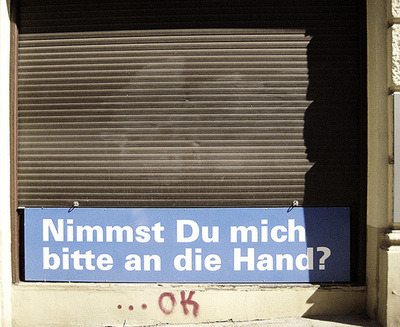 Nimmst Du mich
bitte an die Hand?
... OK